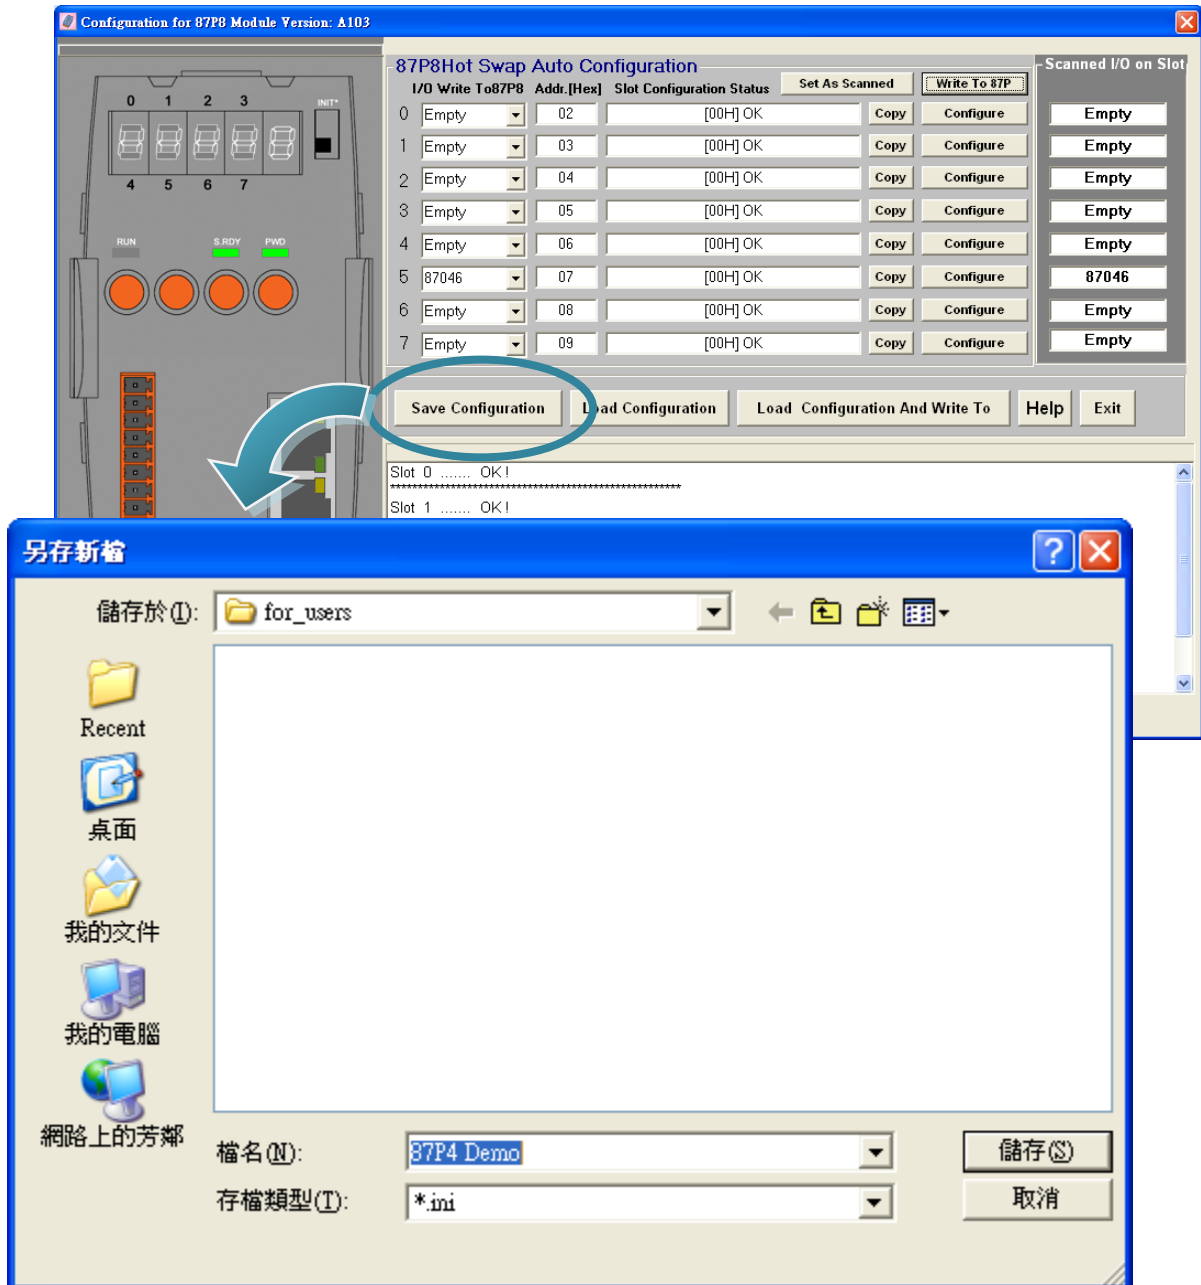 Configuration for 87P8 Module Version: A103
0 1 2 3 INIT*
4 5 6 7
RUN S.RDY PWD
87P8Hot Swap Auto Configuration
I/O Write To87P8 Addr.[Hex] Slot Configuration Status Set As Scanned Write To 87P
Scanned I/O on Slot
0 Empty 02 [00H] OK Copy Configure Empty
1 Empty 03 [00H] OK Copy Configure Empty
2 Empty 04 [00H] OK Copy Configure Empty
3 Empty 05 [00H] OK Copy Configure Empty
4 Empty 06 [00H] OK Copy Configure Empty
5 87046 07 [00H] OK Copy Configure 87046
6 Empty 08 [00H] OK Copy Configure Empty
7 Empty 09 [00H] OK Copy Configure Empty
Save Configuration Load Configuration Load Configuration And Write To Help Exit
Slot 0 ....... OK!
**************************************************
Slot 1 ....... OK!
另存新檔
儲存於(I): for_users
Recent
桌面
我的文件
我的電腦
網路上的芳鄰
檔名(N): 87P4 Demo 儲存(S)
存檔類型(T): *.ini 取消